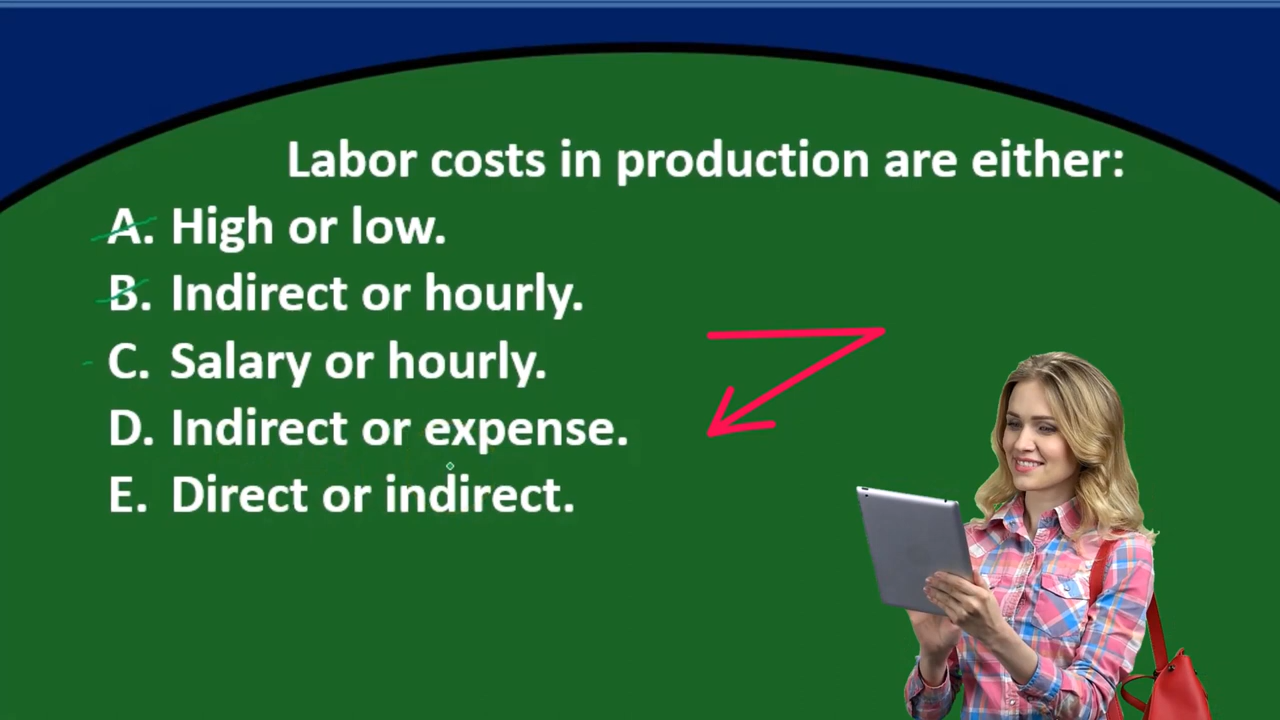 Labor costs in production are either:
A. High or low.
B. Indirect or hourly.
C. Salary or hourly.
D. Indirect or expense.
E. Direct or indirect.